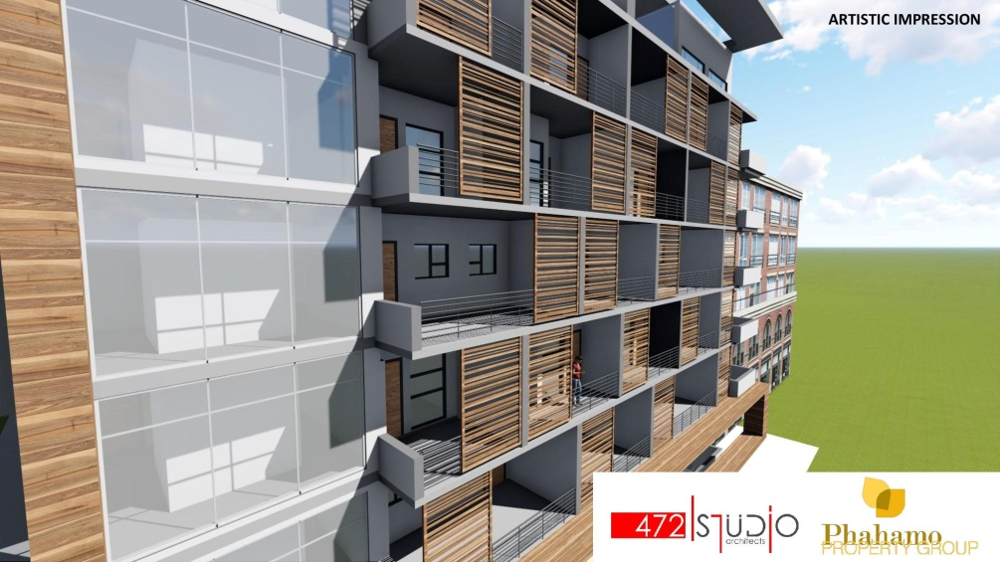 ARTISTIC IMPRESSION
472 STUDIO
architects
Phahamo
PROPERTY GROUP